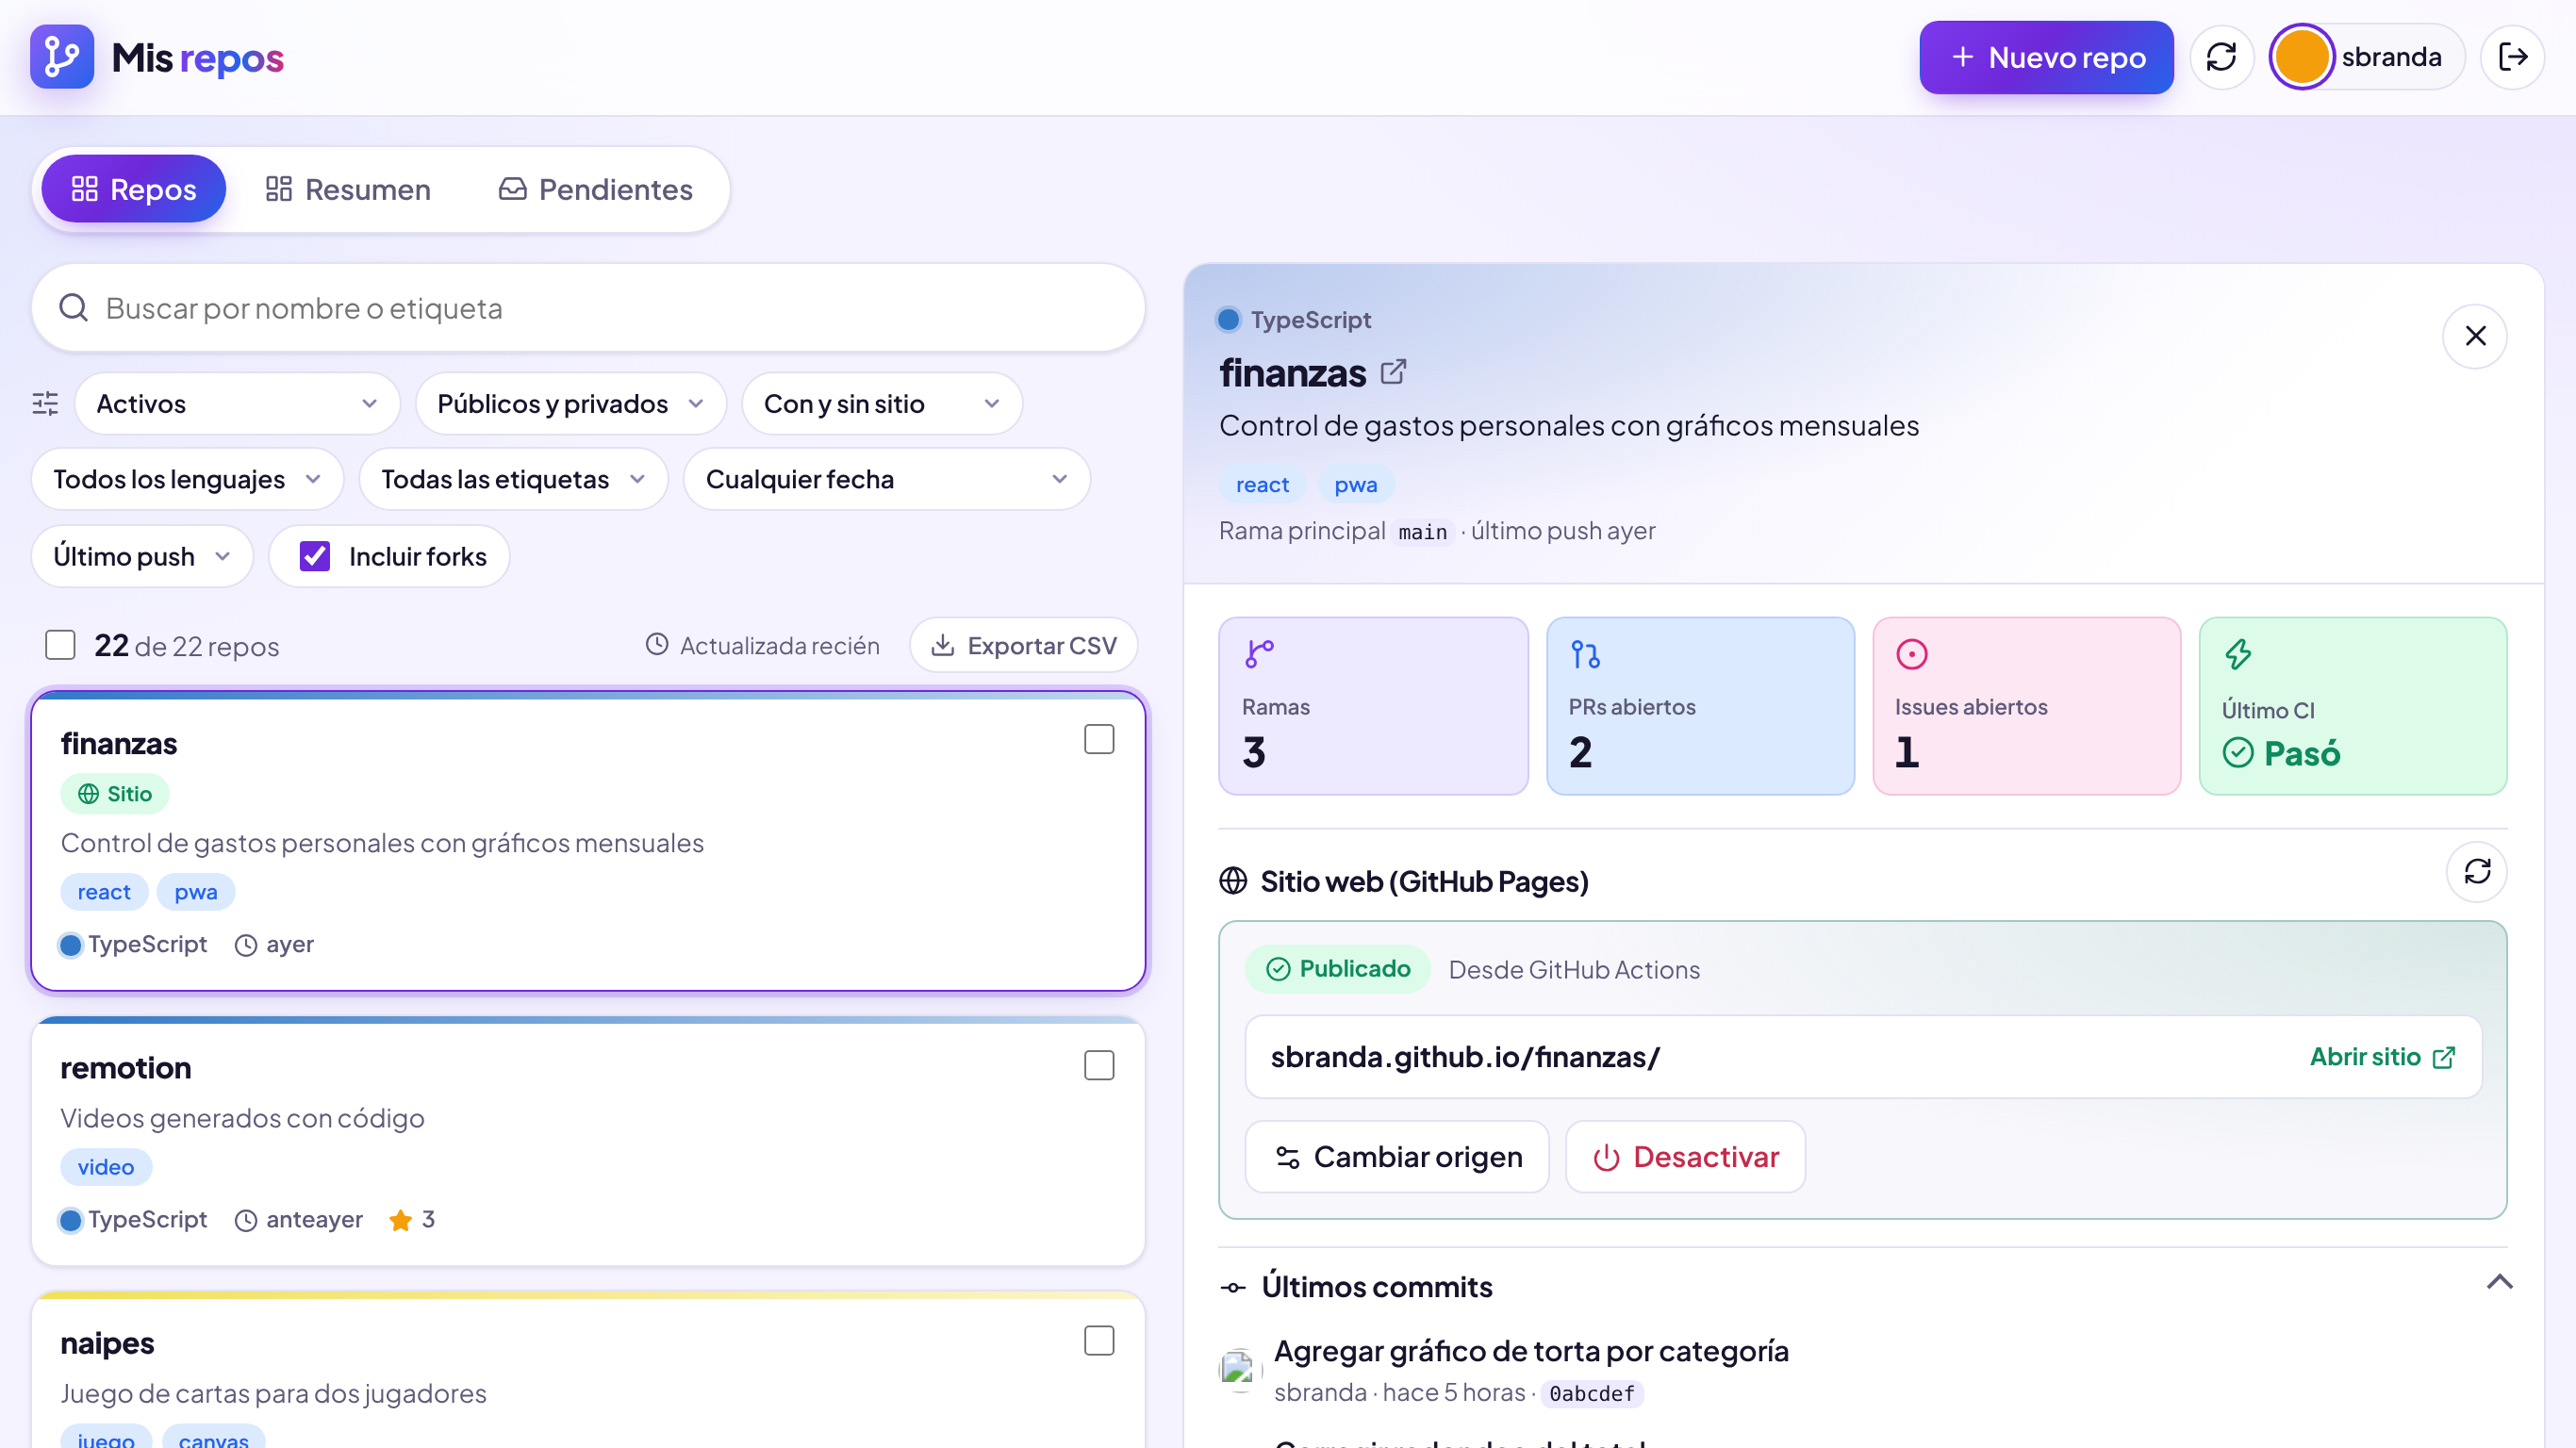 Mis repos
Nuevo repo
sbranda
Repos
Resumen
Pendientes
Buscar por nombre o etiqueta
Activos
Públicos y privados
Con y sin sitio
Todos los lenguajes
Todas las etiquetas
Cualquier fecha
Último push
Incluir forks
22 de 22 repos
Actualizada recién
Exportar CSV
finanzas
Sitio
Control de gastos personales con gráficos mensuales
react
pwa
TypeScript
ayer
remotion
Videos generados con código
video
TypeScript
anteayer
3
naipes
Juego de cartas para dos jugadores
juego
canvas
TypeScript
finanzas
Control de gastos personales con gráficos mensuales
react
pwa
Rama principal main · último push ayer
Ramas
3
PRs abiertos
2
Issues abiertos
1
Último CI
Pasó
Sitio web (GitHub Pages)
Publicado
Desde GitHub Actions
sbranda.github.io/finanzas/
Abrir sitio
Cambiar origen
Desactivar
Últimos commits
Agregar gráfico de torta por categoría
sbranda · hace 5 horas · 0abcdef